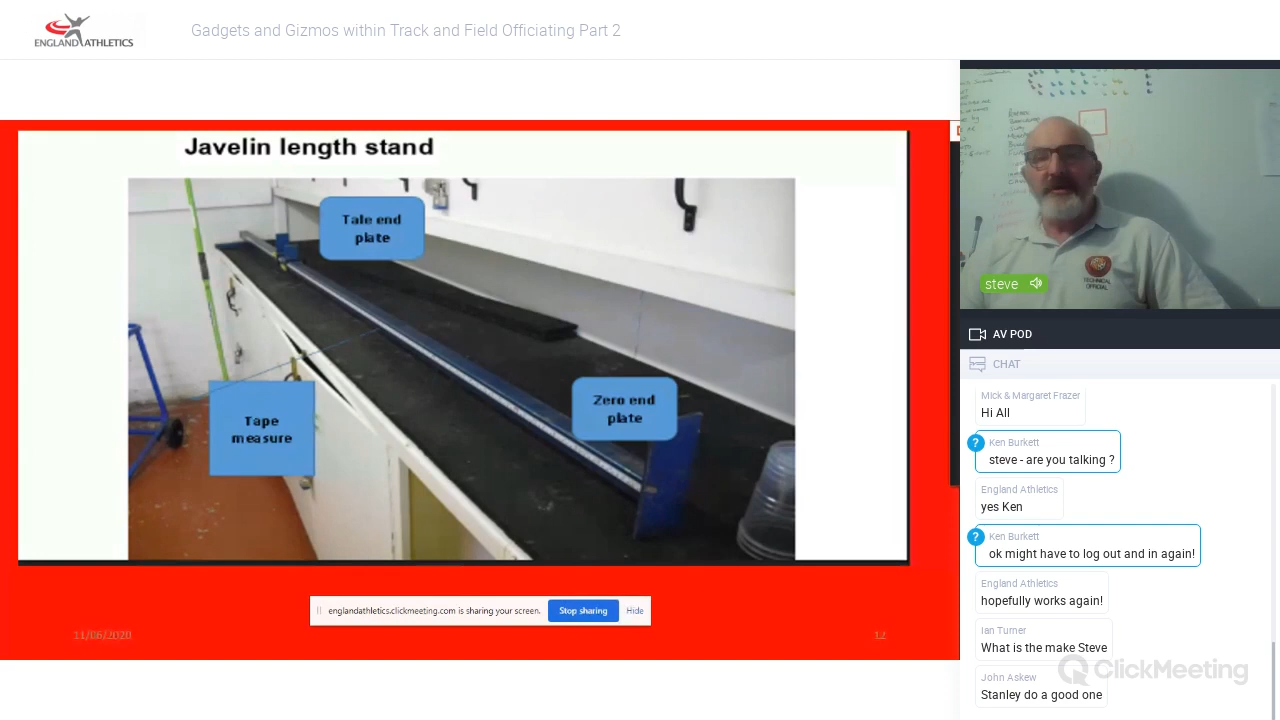 ENGLAND ATHLETICS
Gadgets and Gizmos within Track and Field Officiating Part 2
Javelin length stand
Tale end
plate
Tape
measure
Zero end
plate
englandathletics.clickmeeting.com is sharing your screen.
Stop sharing
Hide
11/06/2020
12
TECHNICAL
OFFICIAL
steve
AV POD
CHAT
Mick & Margaret Frazer
Hi All
Ken Burkett
? steve - are you talking ?
England Athletics
yes Ken
Ken Burkett
? ok might have to log out and in again!
England Athletics
hopefully works again!
Ian Turner
What is the make Steve
John Askew
Stanley do a good one
ClickMeeting